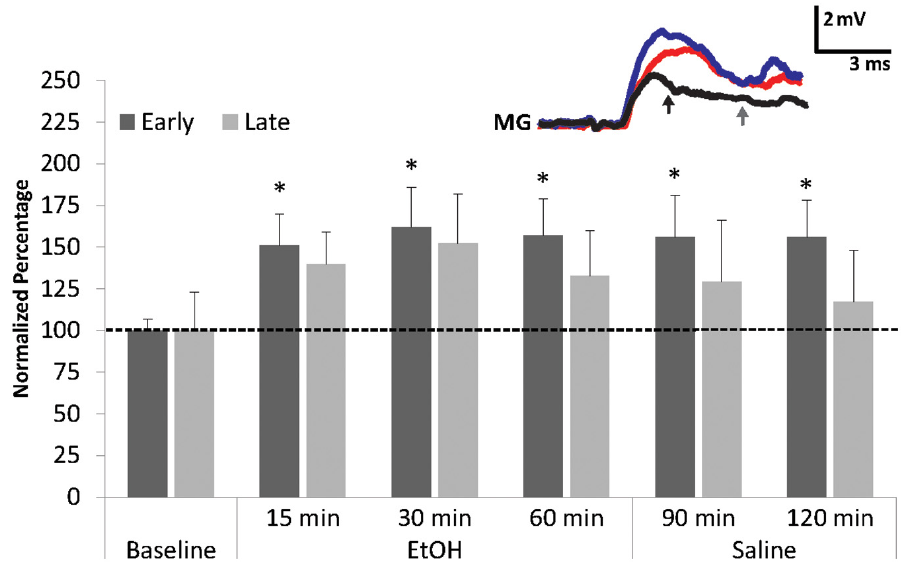 2 mV
3 ms
MG
Early Late
Normalized Percentage
250
225
200
175
150
125
100
75
50
25
0
* * * * *
15 min 30 min 60 min 90 min 120 min
Baseline EtOH Saline